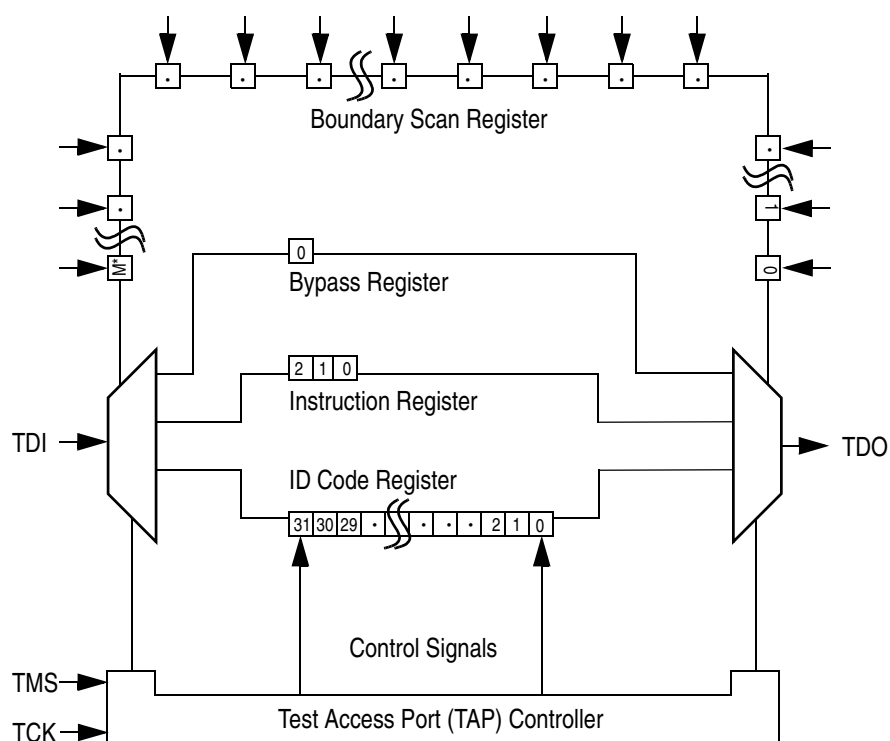 Boundary Scan Register
M*
1
0
0
Bypass Register
2 1 0
Instruction Register
TDI
TDO
ID Code Register
31 30 29 . . . . 2 1 0
Control Signals
TMS
Test Access Port (TAP) Controller
TCK